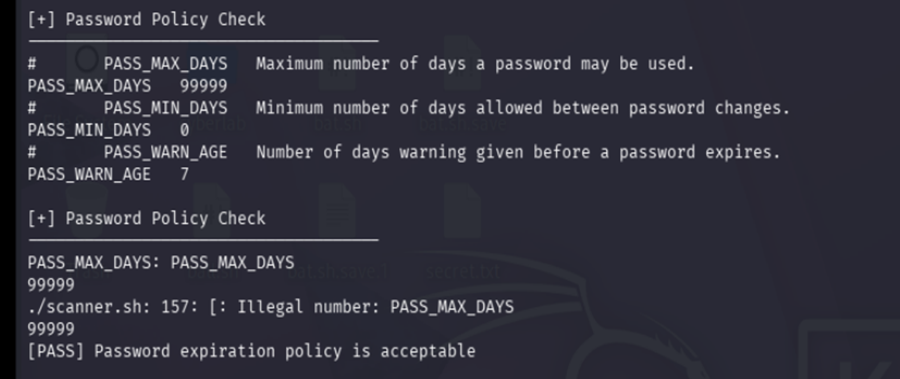 [+] Password Policy Check
# PASS_MAX_DAYS Maximum number of days a password may be used.
PASS_MAX_DAYS 99999
# PASS_MIN_DAYS Minimum number of days allowed between password changes.
PASS_MIN_DAYS 0
# PASS_WARN_AGE Number of days warning given before a password expires.
PASS_WARN_AGE 7
[+] Password Policy Check
PASS_MAX_DAYS: PASS_MAX_DAYS
99999
./scanner.sh: 157: [: Illegal number: PASS_MAX_DAYS
99999
[PASS] Password expiration policy is acceptable
secret.txt